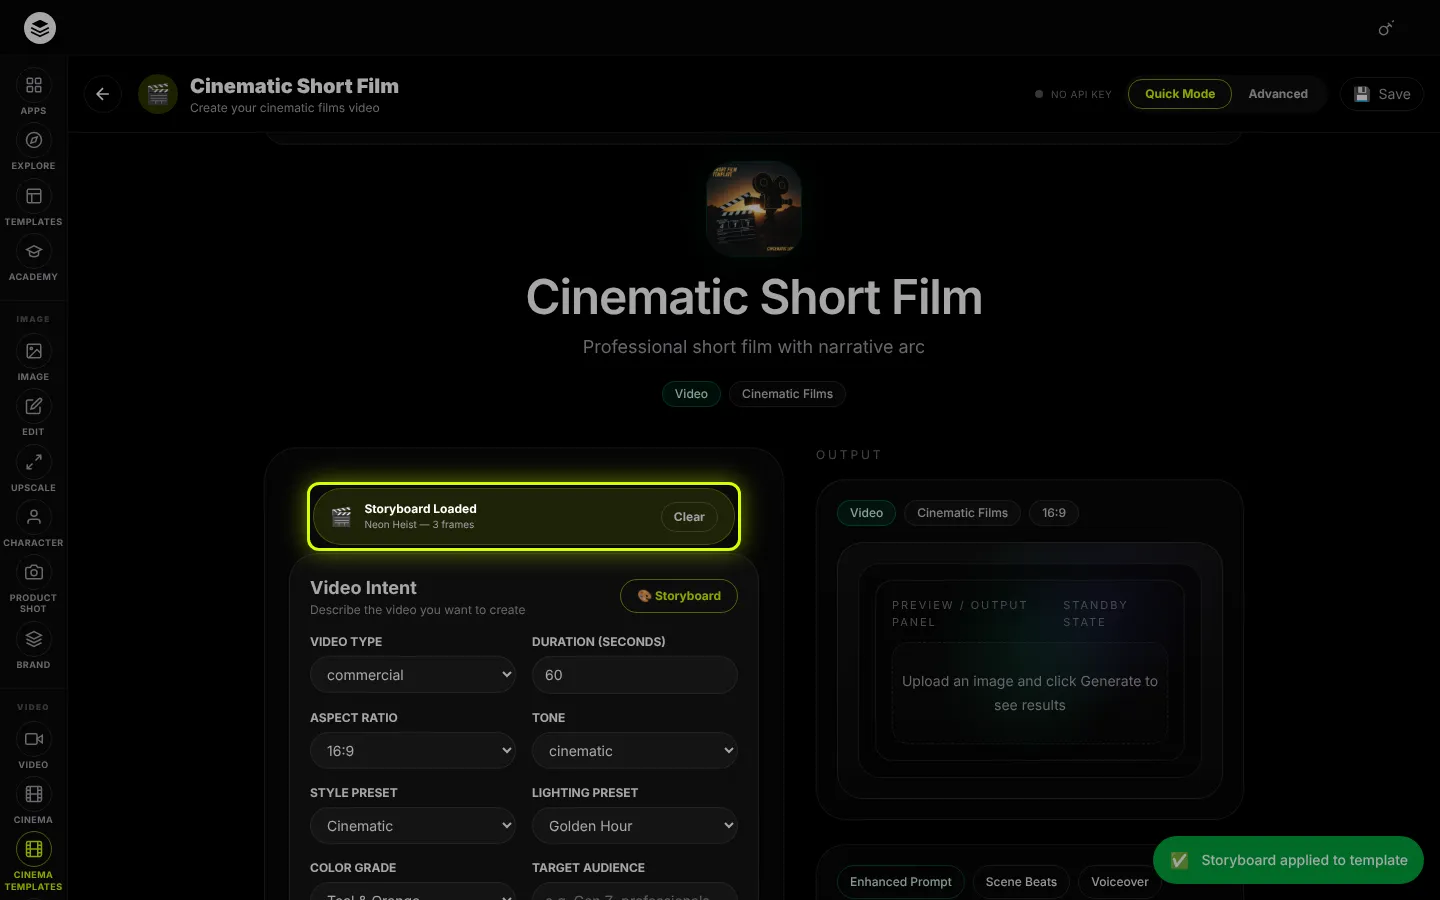 Cinematic Short Film
Create your cinematic films video
NO API KEY
Quick Mode
Advanced
Save
APPS
EXPLORE
TEMPLATES
ACADEMY
IMAGE
IMAGE
EDIT
UPSCALE
CHARACTER
PRODUCT
SHOT
BRAND
VIDEO
VIDEO
CINEMA
CINEMA
TEMPLATES
Cinematic Short Film
Professional short film with narrative arc
Video
Cinematic Films
Storyboard Loaded
Neon Heist — 3 frames
Clear
Video Intent
Describe the video you want to create
Storyboard
VIDEO TYPE
DURATION (SECONDS)
commercial
60
ASPECT RATIO
TONE
16:9
cinematic
STYLE PRESET
LIGHTING PRESET
Cinematic
Golden Hour
COLOR GRADE
TARGET AUDIENCE
Teal & Orange
e.g. Gen Z, professionals
OUTPUT
Video
Cinematic Films
16:9
PREVIEW / OUTPUT
PANEL
STANDBY
STATE
Upload an image and click Generate to
see results
Enhanced Prompt
Scene Beats
Voiceover
Storyboard applied to template